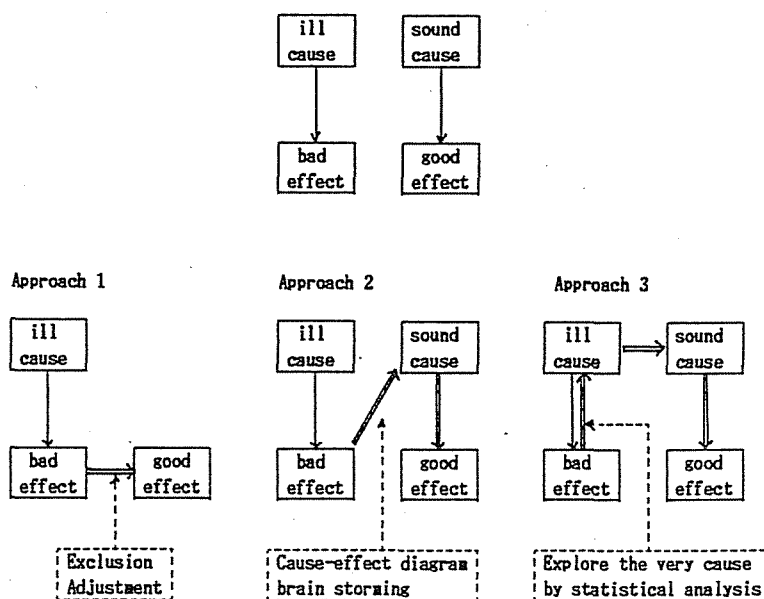 ill
cause
sound
cause
bad
effect
good
effect
Approach 1
ill
cause
bad
effect
good
effect
Exclusion
Adjustment
Approach 2
ill
cause
sound
cause
bad
effect
good
effect
Cause-effect diagram
brain storming
Approach 3
ill
cause
sound
cause
bad
effect
good
effect
Explore the very cause
by statistical analysis